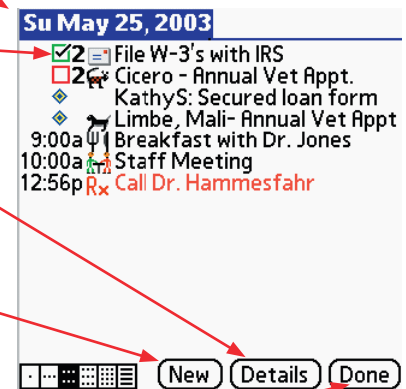 Su May 25, 2003
2 File W-3's with IRS
2 Cicero - Annual Vet Appt.
KathyS: Secured loan form
Limbe, Mali- Annual Vet Appt
9:00a Breakfast with Dr. Jones
10:00a Staff Meeting
12:56p Rx Call Dr. Hammesfahr
New Details Done